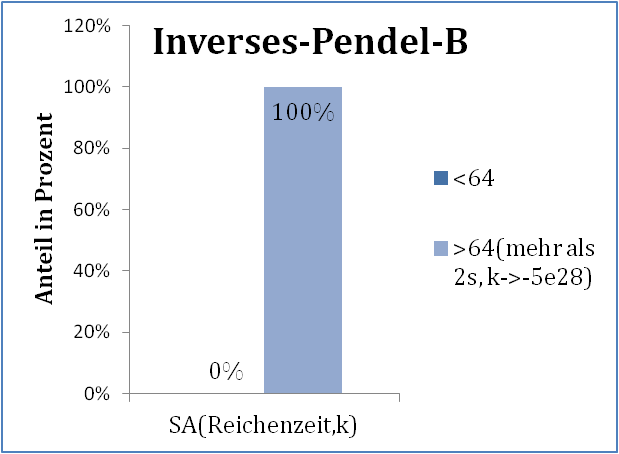 Inverses-Pendel-B
120%
100%
80%
60%
40%
20%
0%
Anteil in Prozent
100%
0%
SA(Reichenzeit,k)
<64
>64(mehr als
2s,k->-5e28)